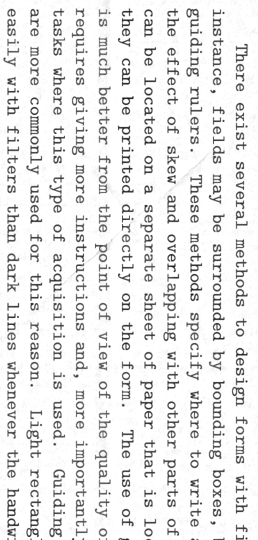 There exist several methods to design forms with fi
instance, fields may be surrounded by bounding boxes,
guiding rulers. These methods specify where to write
the effect of skew and overlapping with other parts of
can be located on a separate sheet of paper that is lo
they can be printed directly on the form. The use of g
is much better from the point of view of the quality o
requires giving more instructions and, more importantl
tasks where this type of acquisition is used. Guiding
are more commonly used for this reason. Light rectang
easily with filters than dark lines whenever the handw